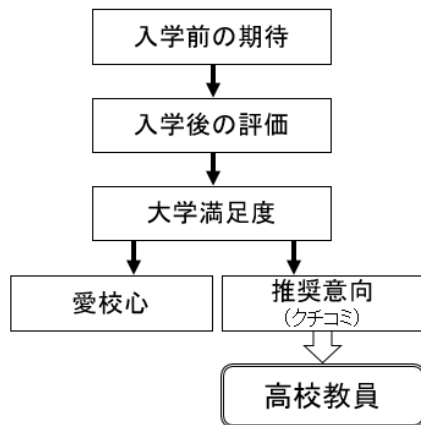 入学前の期待
入学後の評価
大学満足度
愛校心
推奨意向
(クチコミ)
高校教員